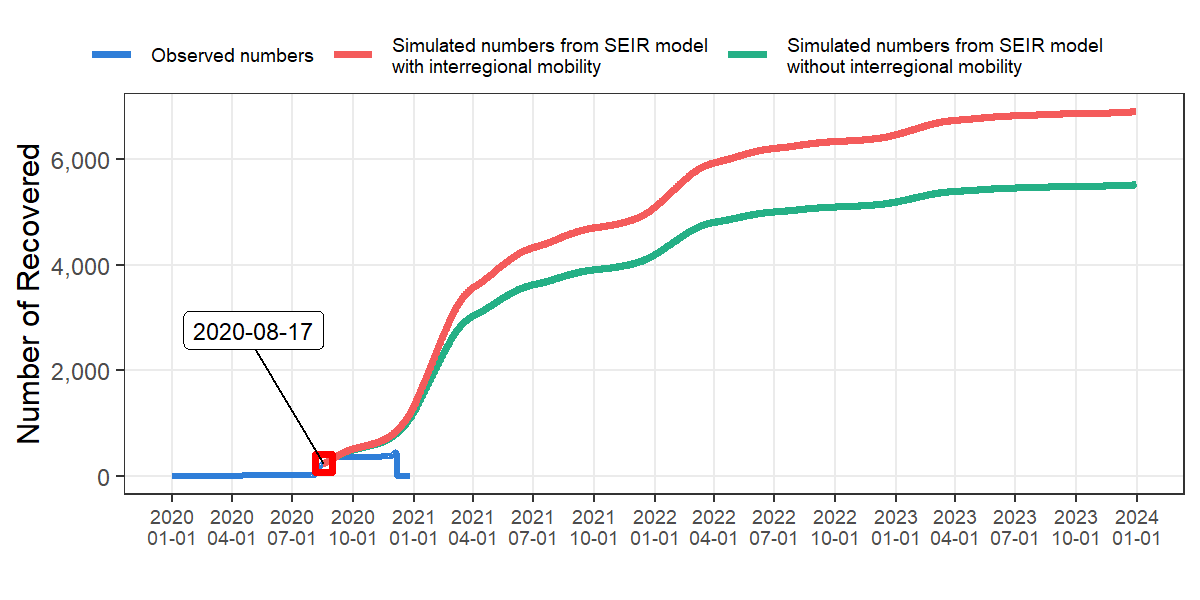 Observed numbers
Simulated numbers from SEIR model
with interregional mobility
Simulated numbers from SEIR model
without interregional mobility
Number of Recovered
6,000
4,000
2,000
0
2020-08-17
2020 2020 2020 2020 2021 2021 2021 2021 2022 2022 2022 2022 2023 2023 2023 2023 2024
01-01 04-01 07-01 10-01 01-01 04-01 07-01 10-01 01-01 04-01 07-01 10-01 01-01 04-01 07-01 10-01 01-01